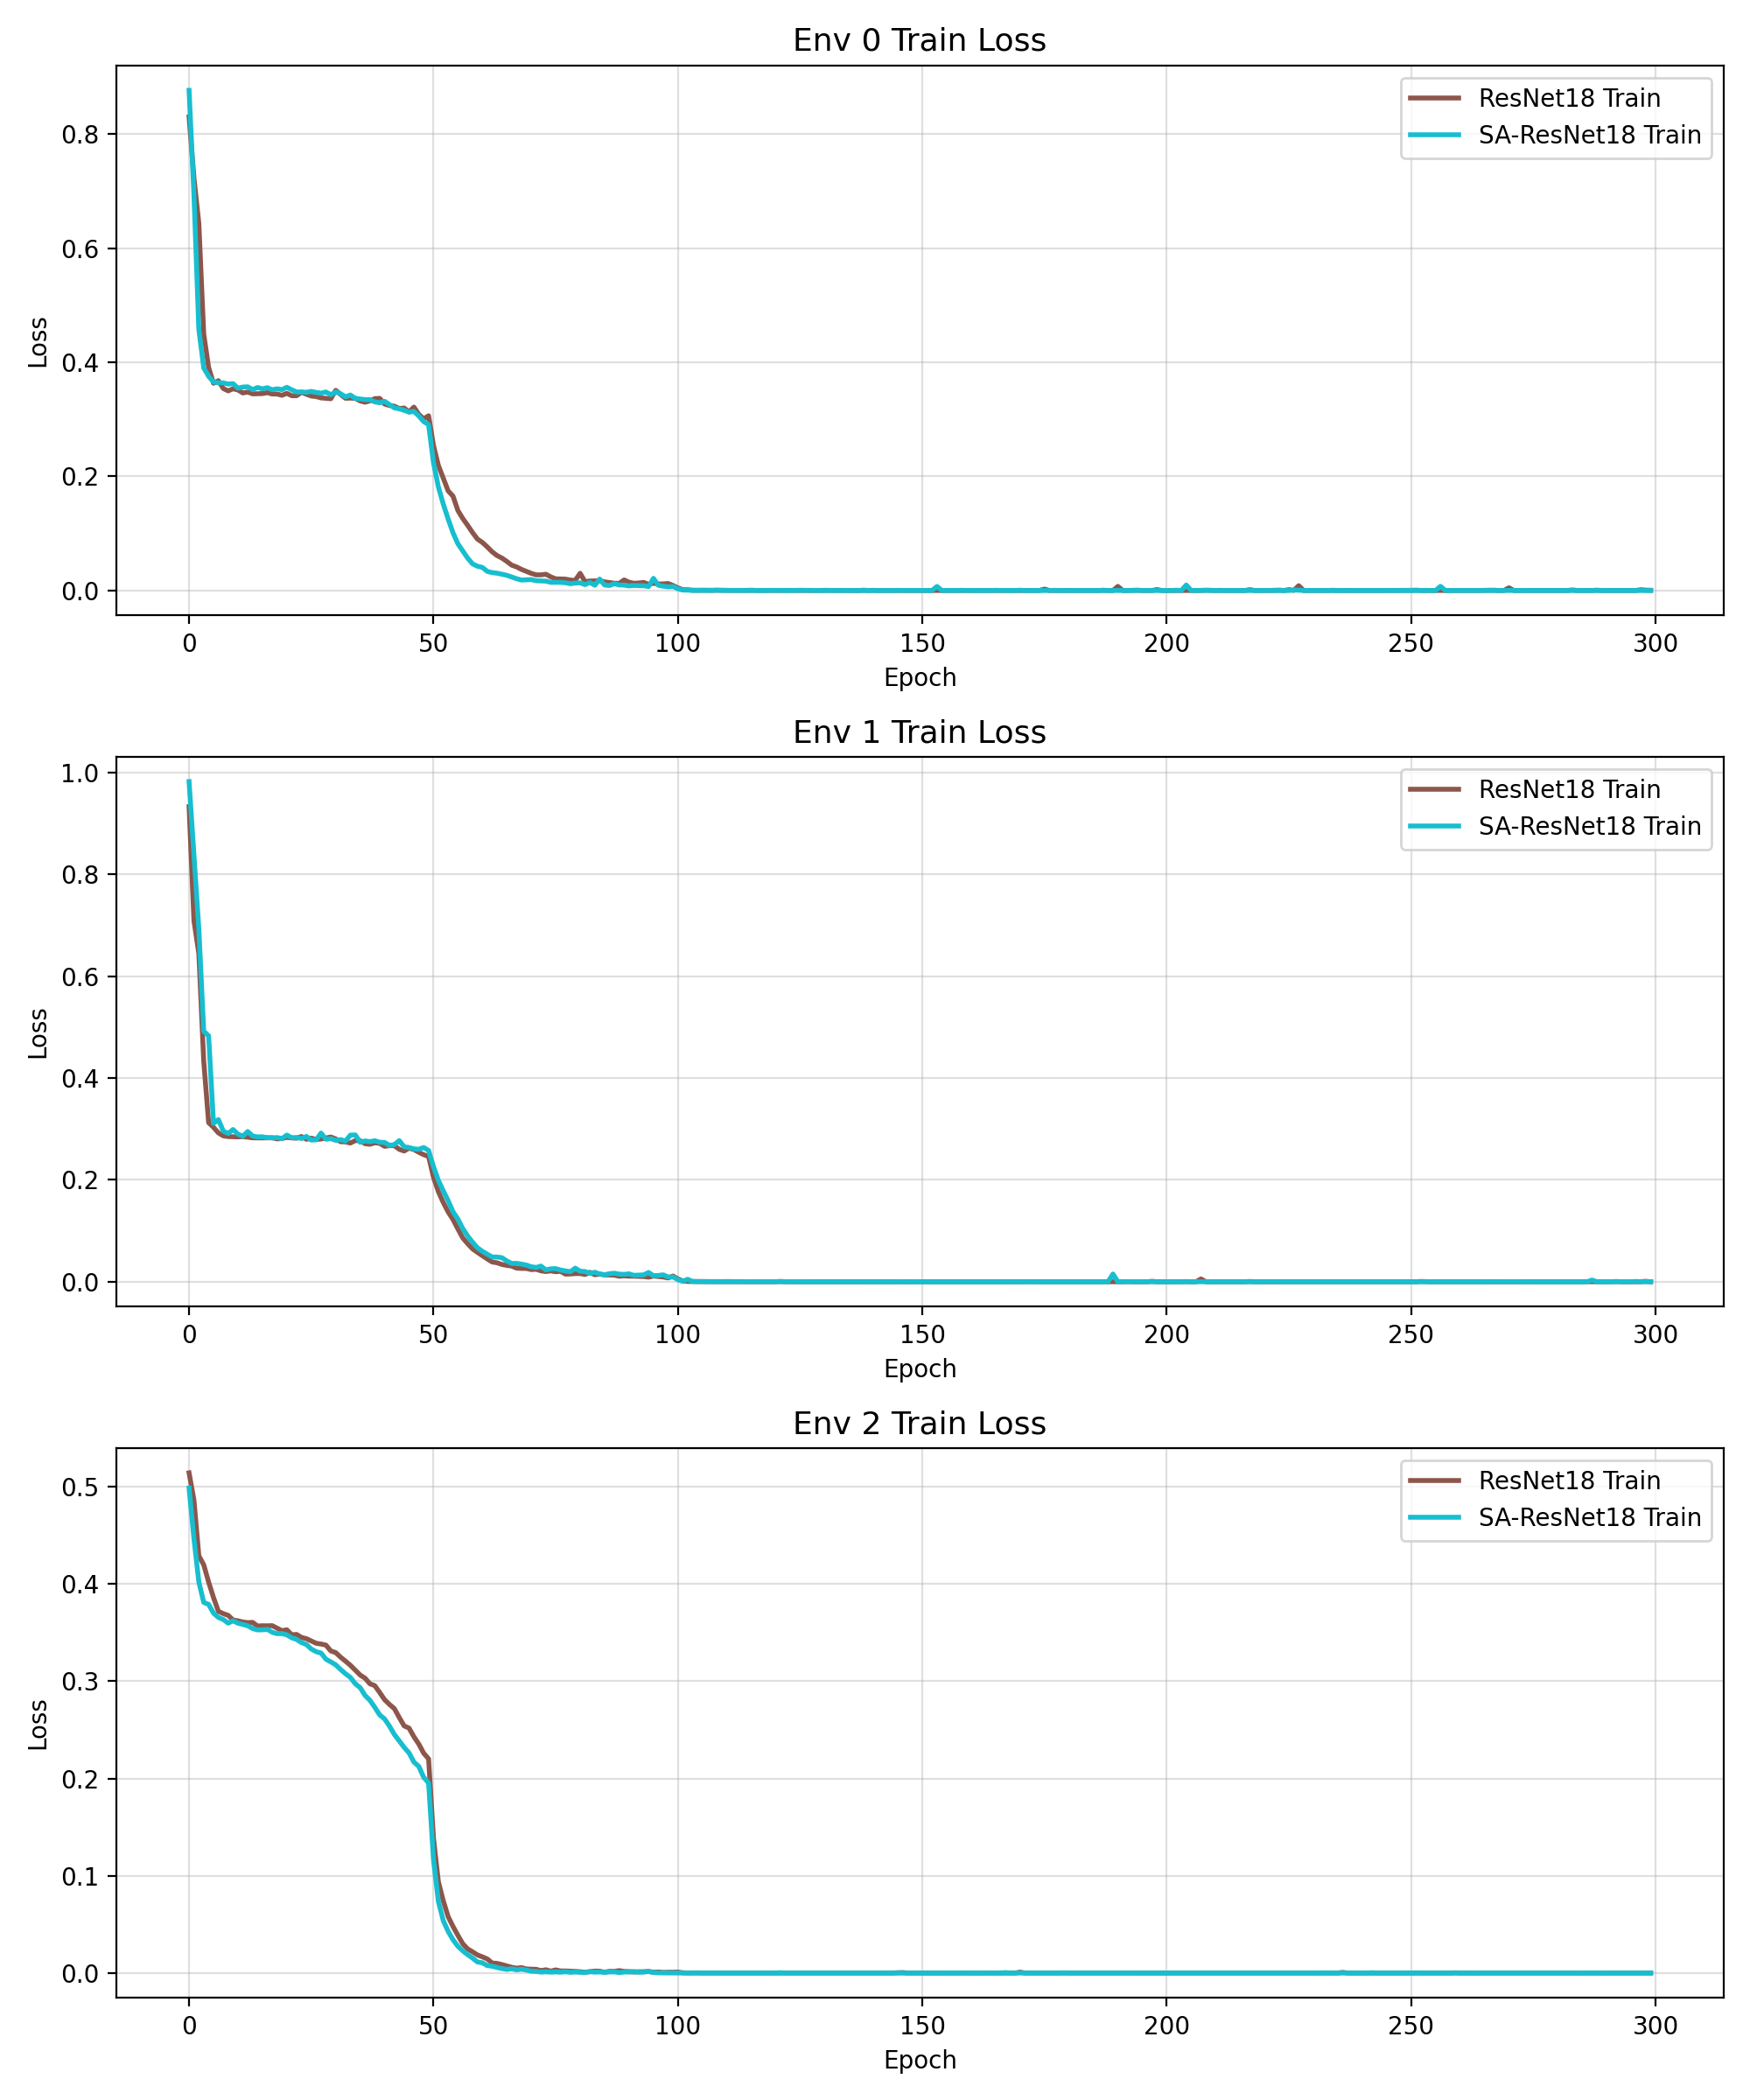 Env 0 Train Loss
ResNet18 Train
SA-ResNet18 Train
Loss
0.8
0.6
0.4
0.2
0.0
0 50 100 150 200 250 300
Epoch
Env 1 Train Loss
ResNet18 Train
SA-ResNet18 Train
Loss
1.0
0.8
0.6
0.4
0.2
0.0
0 50 100 150 200 250 300
Epoch
Env 2 Train Loss
ResNet18 Train
SA-ResNet18 Train
Loss
0.5
0.4
0.3
0.2
0.1
0.0
0 50 100 150 200 250 300
Epoch